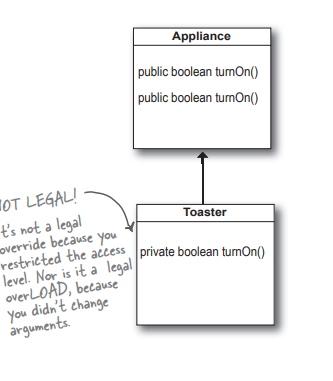 Appliance
public boolean turnOn()
public boolean turnOn()
OT LEGAL!
t's not a legal
override because you
restricted the access
level. Nor is it a legal
overLOAD, because
you didn't change
arguments.
Toaster
private boolean turnOn()